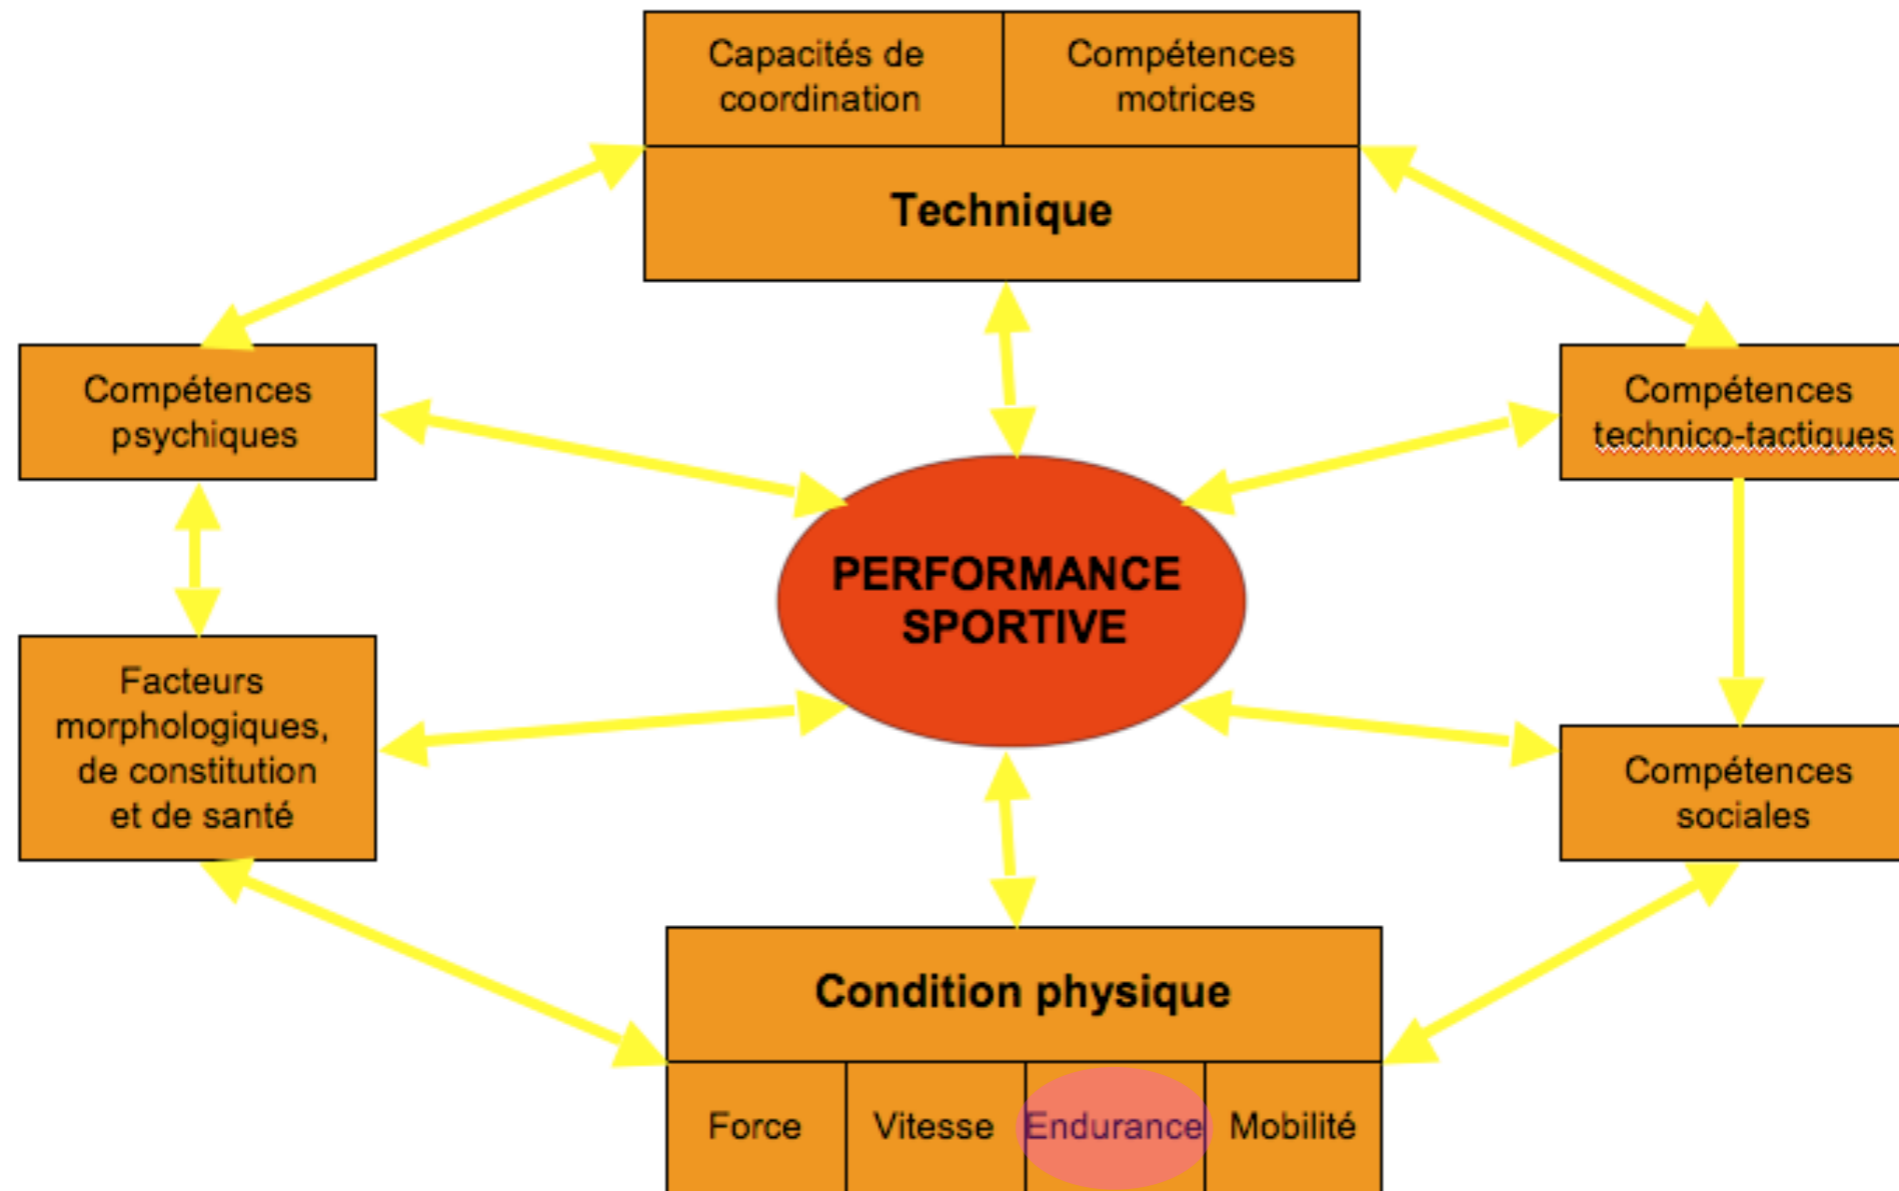 Capacités de
coordination
Compétences
motrices
Technique
Compétences
psychiques
Compétences
technico-tactiques
PERFORMANCE
SPORTIVE
Facteurs
morphologiques,
de constitution
et de santé
Compétences
sociales
Condition physique
Force
Vitesse
Endurance
Mobilité